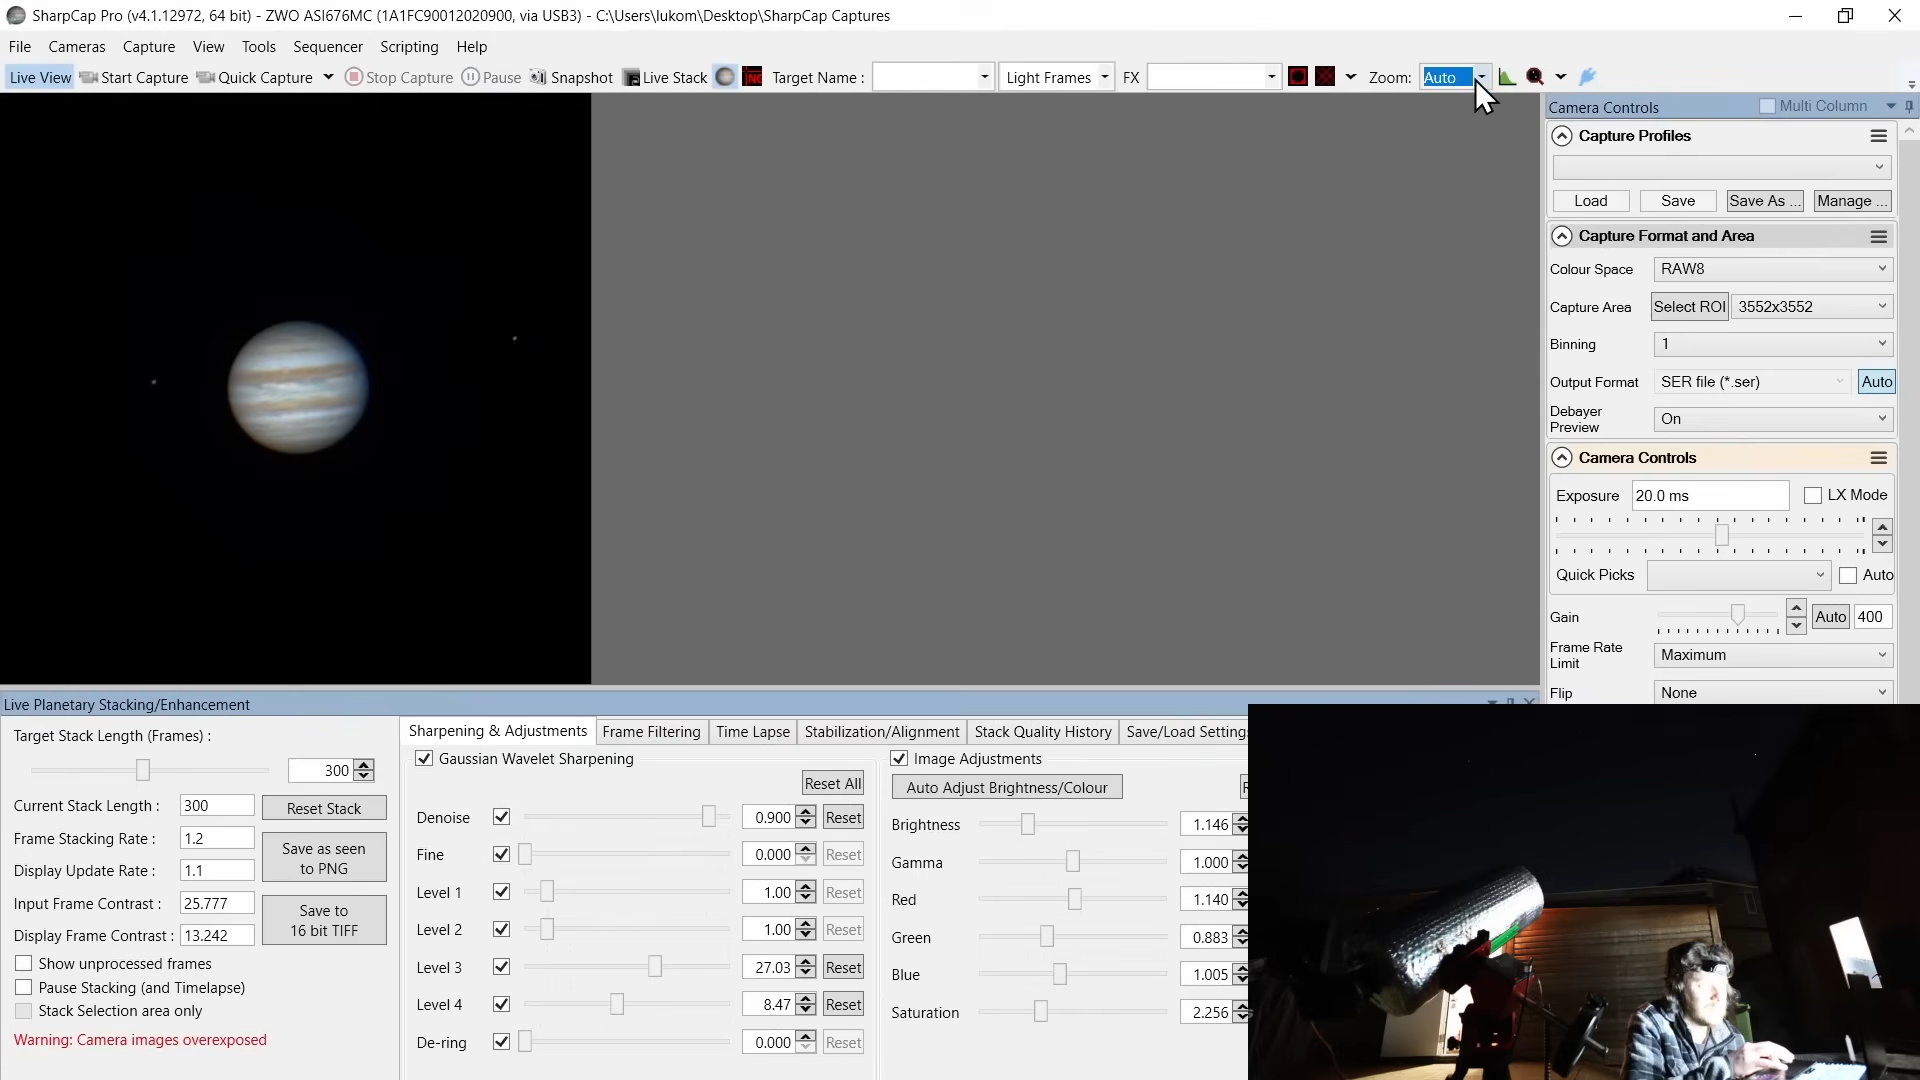 SharpCap Pro (v4.1.12972, 64 bit) - ZWO ASI676MC (1A1FC90012020900, via USB3) - C:\Users\lukom\Desktop\SharpCap Captures
File Cameras Capture View Tools Sequencer Scripting Help
Live View Start Capture Quick Capture Stop Capture Pause Snapshot Live Stack Target Name : Light Frames FX Zoom: Auto
Camera Controls Multi Column
Capture Profiles
Load Save Save As ... Manage ...
Capture Format and Area
Colour Space RAW8
Capture Area Select ROI 3552x3552
Binning 1
Output Format SER file (*.ser) Auto
Debayer
Preview On
Camera Controls
Exposure 20.0 ms LX Mode
Quick Picks Auto
Gain Auto 400
Frame Rate
Limit Maximum
Flip None
Live Planetary Stacking/Enhancement
Target Stack Length (Frames) :
300
Current Stack Length : 300 Reset Stack
Frame Stacking Rate : 1.2
Save as seen
to PNG
Display Update Rate : 1.1
Input Frame Contrast : 25.777
Save to
16 bit TIFF
Display Frame Contrast : 13.242
Show unprocessed frames
Pause Stacking (and Timelapse)
Stack Selection area only
Warning: Camera images overexposed
Sharpening & Adjustments Frame Filtering Time Lapse Stabilization/Alignment Stack Quality History Save/Load Settings
Gaussian Wavelet Sharpening
Reset All
Denoise 0.900 Reset
Fine 0.000 Reset
Level 1 1.00 Reset
Level 2 1.00 Reset
Level 3 27.03 Reset
Level 4 8.47 Reset
De-ring 0.000 Reset
Image Adjustments
Auto Adjust Brightness/Colour
Brightness 1.146
Gamma 1.000
Red 1.140
Green 0.883
Blue 1.005
Saturation 2.256